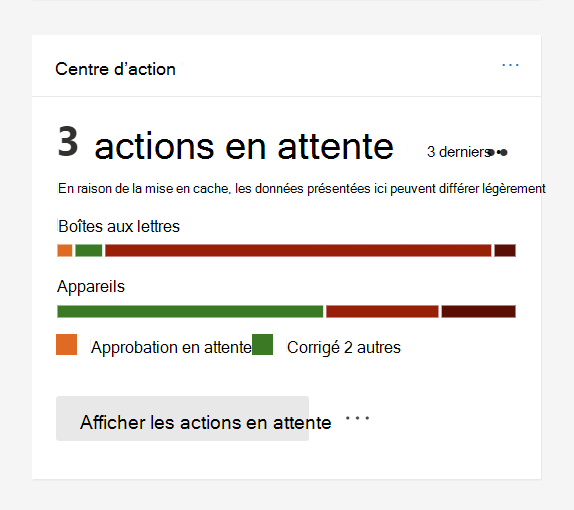 Centre d’action
3 actions en attente
3 derniers
En raison de la mise en cache, les données présentées ici peuvent différer légèrement
Boîtes aux lettres
Appareils
Approbation en attente Corrigé 2 autres
Afficher les actions en attente